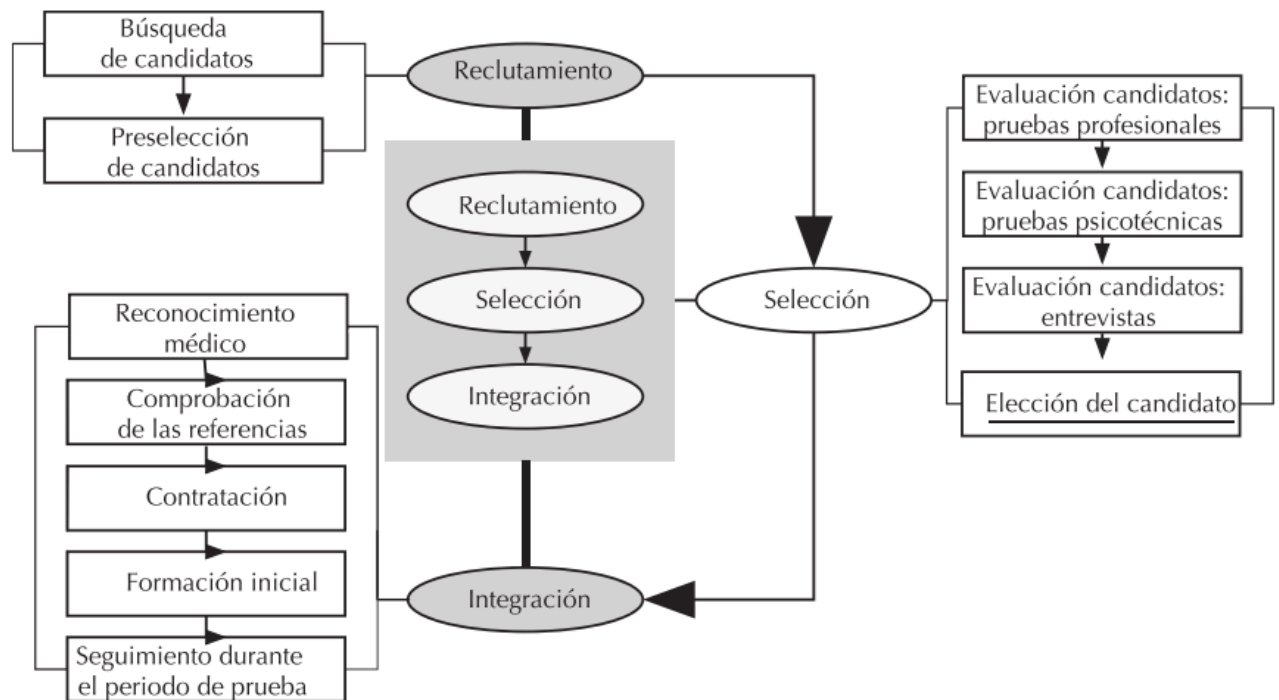 Búsqueda
de candidatos
Preselección
de candidatos
Reclutamiento
Reclutamiento
Selección
Integración
Selección
Evaluación candidatos:
pruebas profesionales
Evaluación candidatos:
pruebas psicotécnicas
Evaluación candidatos:
entrevistas
Elección del candidato
Reconocimiento
médico
Comprobación
de las referencias
Contratación
Formación inicial
Seguimiento durante
el periodo de prueba
Integración